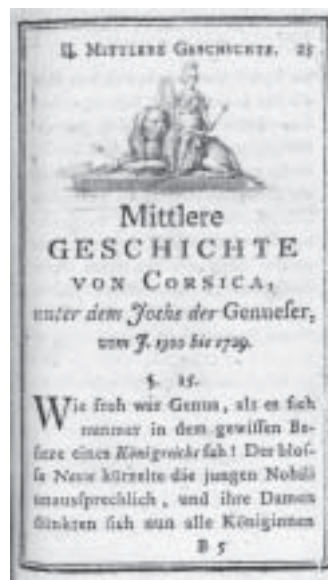 II. MITTLERE GESCHICHTE. 25
Mittlere
GESCHICHTE
VON CORSICA,
unter dem Joche der Genueser,
vom J. bis 1729.
§. 15.
Wie froh war Genua, als es sich
nunmer in dem gewissen Be-
sitze eines Königreichs sah! Der blos-
se Name kützelte die jungen Nobili
unaussprechlich, und ihre Damen
dünkten sich nun alle Königinnen
B 5